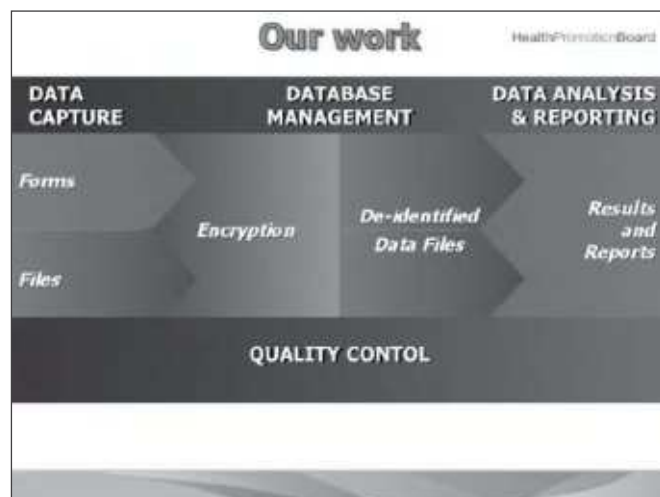 Our work
HealthPromotionBoard
DATA
CAPTURE
DATABASE
MANAGEMENT
DATA ANALYSIS
& REPORTING
Forms
Files
Encryption
De-identified
Data Files
Results
and
Reports
QUALITY CONTOL